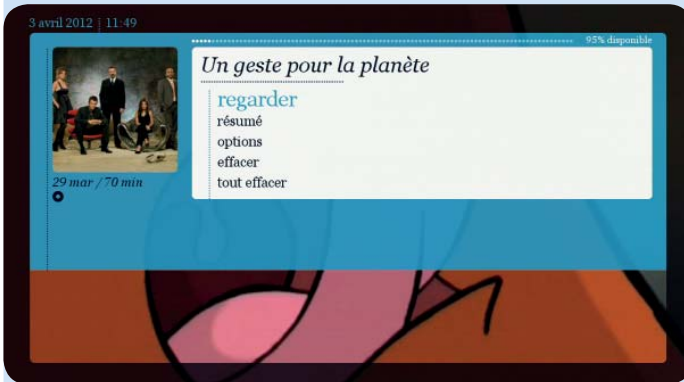 3 avril 2012 | 11:49
95% disponible
Un geste pour la planète
regarder
résumé
options
effacer
tout effacer
29 mar / 70 min